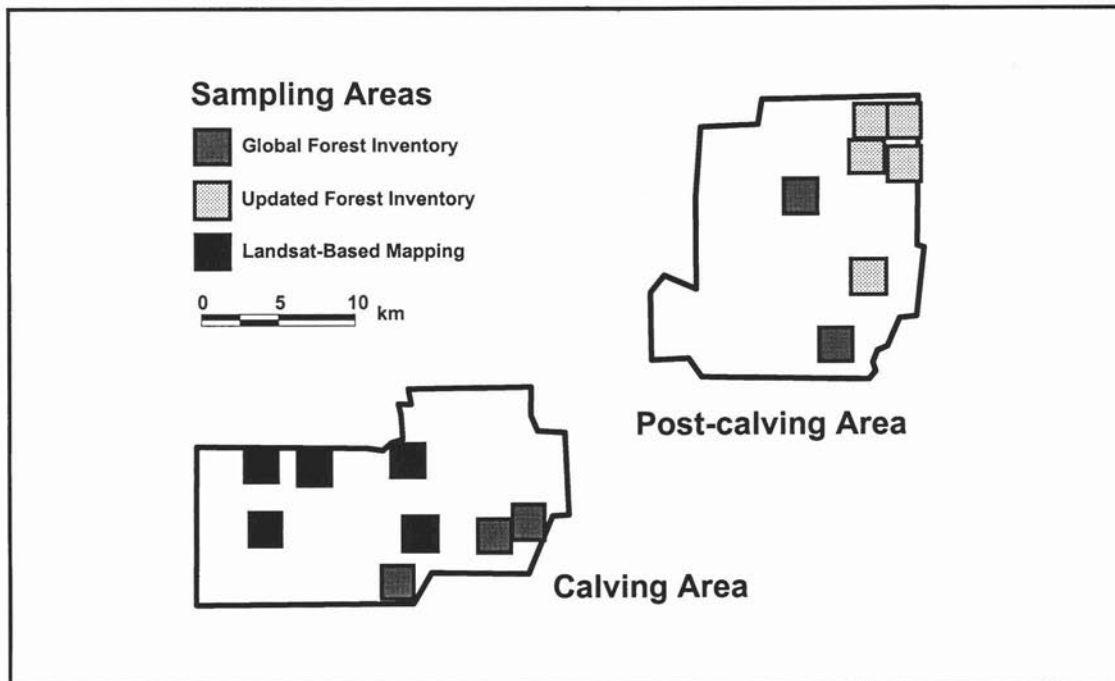 Sampling Areas
Global Forest Inventory
Updated Forest Inventory
Landsat-Based Mapping
0 5 10 km
Post-calving Area
Calving Area